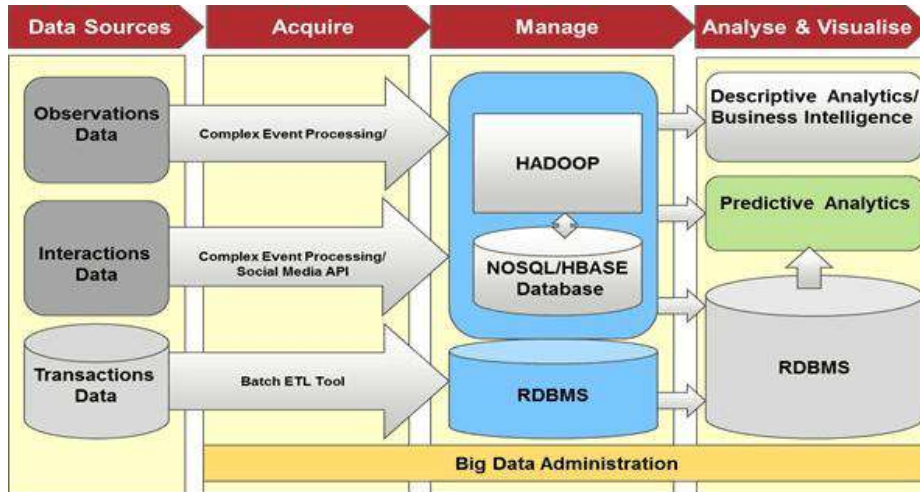 Data Sources
Acquire
Manage
Analyse & Visualise
Observations
Data
Complex Event Processing/
HADOOP
Descriptive Analytics/
Business Intelligence
Predictive Analytics
Interactions
Data
Complex Event Processing/
Social Media API
NOSQL/HBASE
Database
Transactions
Data
Batch ETL Tool
RDBMS
RDBMS
Big Data Administration